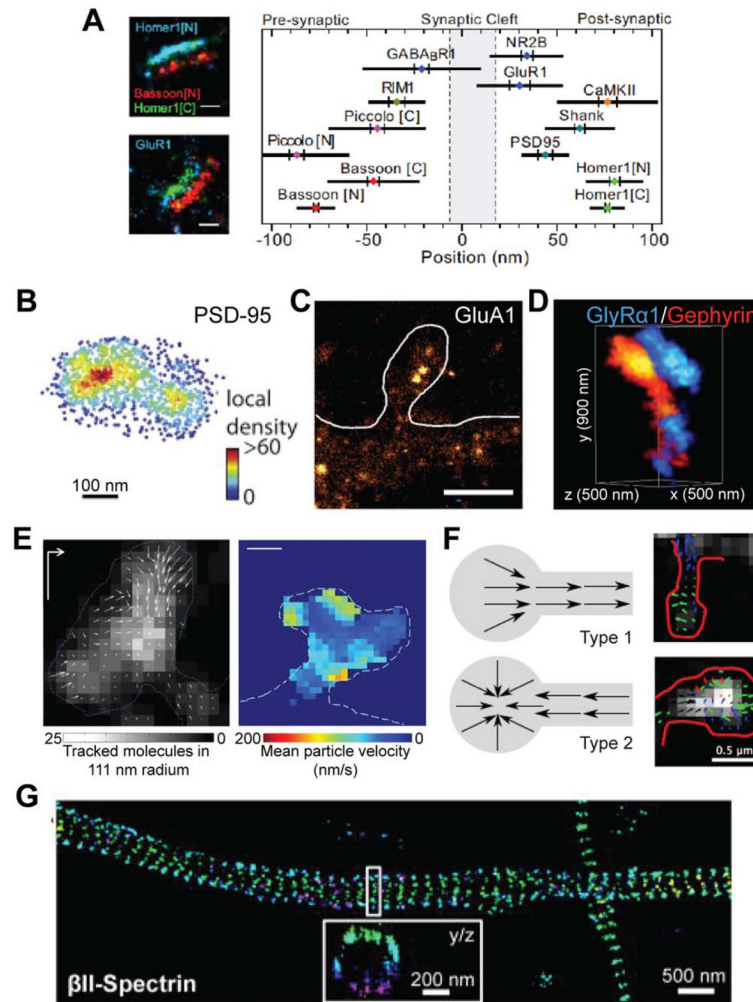 A
Homer1[N]
Bassoon[N]
Homer1[C]
GluR1
Pre-synaptic Synaptic Cleft Post-synaptic
NR2B
GABABR1
GluR1
RIM1
CaMKII
Piccolo [C]
Shank
Piccolo [N]
PSD95
Bassoon [C]
Homer1[N]
Bassoon [N]
Homer1[C]
-100 -50 0 50 100
Position (nm)
B
PSD-95
local
density
>60
0
100 nm
C
GluA1
D
GlyRα1/Gephyrin
y (900 nm)
z (500 nm)
x (500 nm)
E
25 0
Tracked molecules in
111 nm radium
200 0
Mean particle velocity
(nm/s)
F
Type 1
Type 2
0.5 µm
G
βII-Spectrin
y/z
200 nm
500 nm